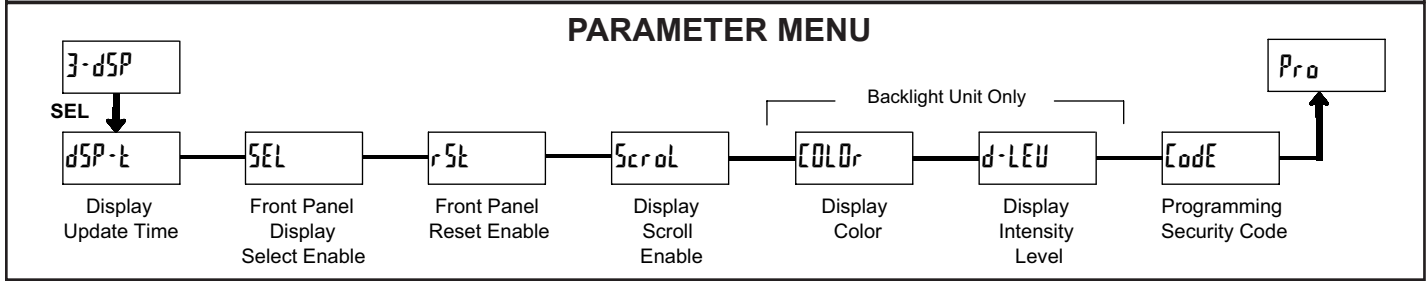 PARAMETER MENU
3-dSP
Pro
SEL
Backlight Unit Only
dSP-t
SEL
rSt
ScroL
COLOr
d-LEV
CodE
Display
Update Time
Front Panel
Display
Select Enable
Front Panel
Reset Enable
Display
Scroll
Enable
Display
Color
Display
Intensity
Level
Programming
Security Code